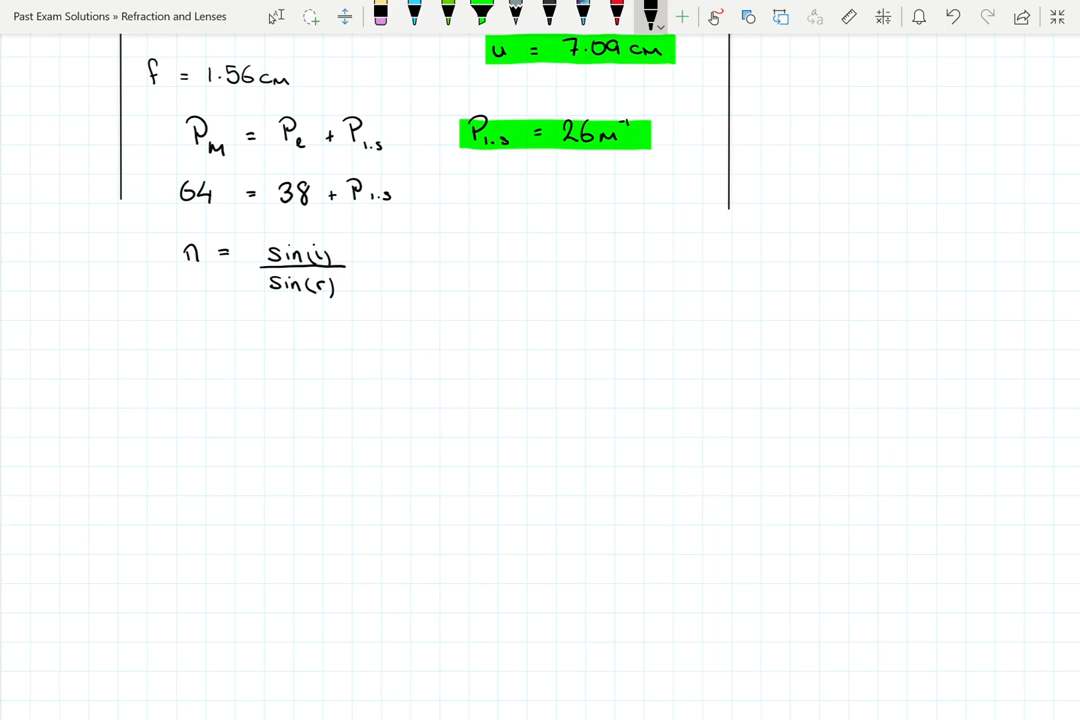 Past Exam Solutions » Refraction and Lenses
u = 7.09 cm
f = 1.56 cm
P_M = P_e + P_1.s
P_1.s = 26 m⁻¹
64 = 38 + P_1.s
n = sin(i)
sin(r)